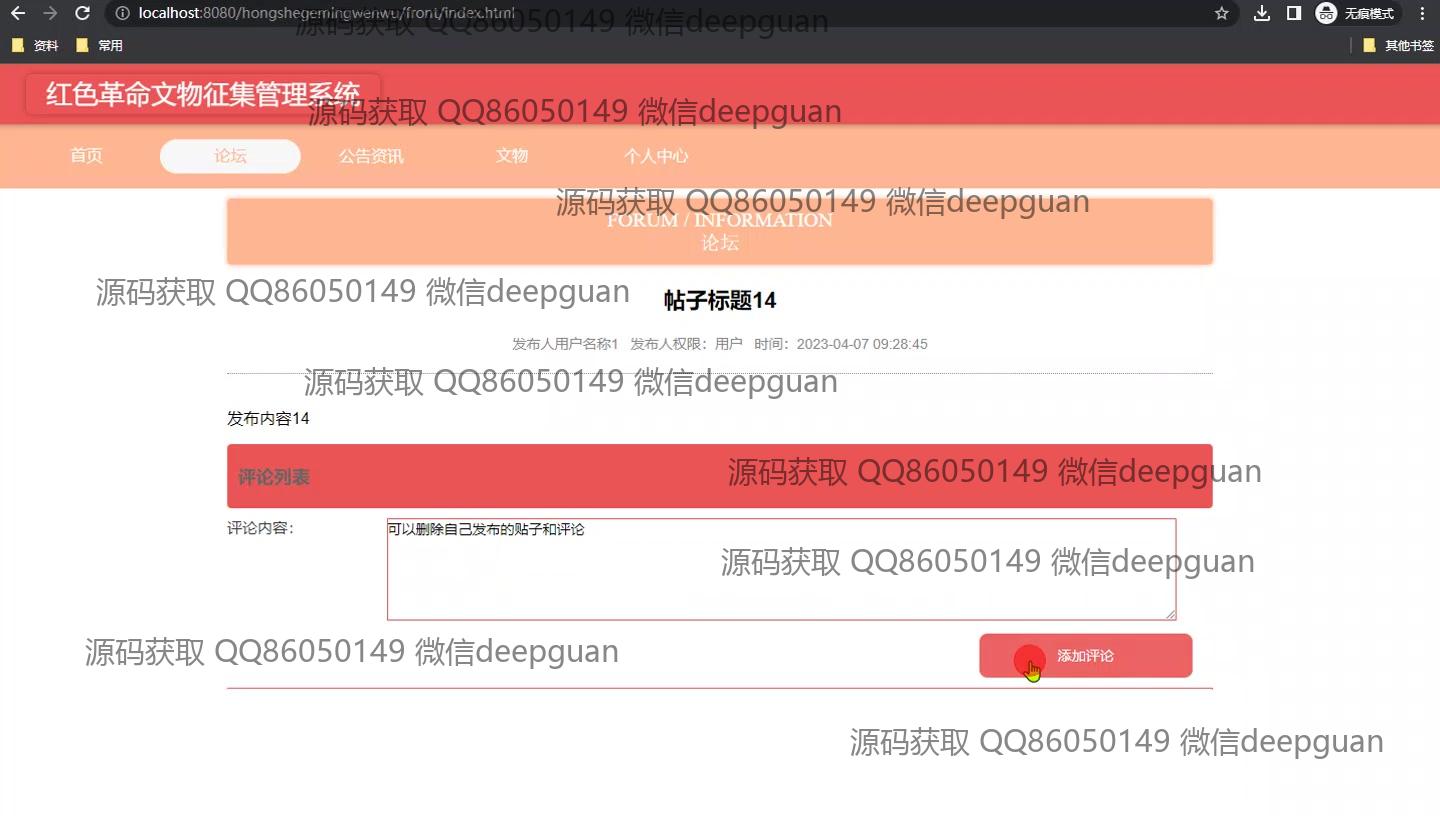 localhost:8080/hongshegemingwenwu/front/index.html
无痕模式
资料
常用
其他书签
源码获取 QQ86050149 微信deepguan
红色革命文物征集管理系统
源码获取 QQ86050149 微信deepguan
首页
论坛
公告资讯
文物
个人中心
源码获取 QQ86050149 微信deepguan
FORUM / INFORMATION
论坛
源码获取 QQ86050149 微信deepguan
帖子标题14
发布人用户名称1 发布人权限：用户 时间：2023-04-07 09:28:45
源码获取 QQ86050149 微信deepguan
发布内容14
评论列表
源码获取 QQ86050149 微信deepguan
评论内容：
可以删除自己发布的贴子和评论
源码获取 QQ86050149 微信deepguan
源码获取 QQ86050149 微信deepguan
添加评论
源码获取 QQ86050149 微信deepguan